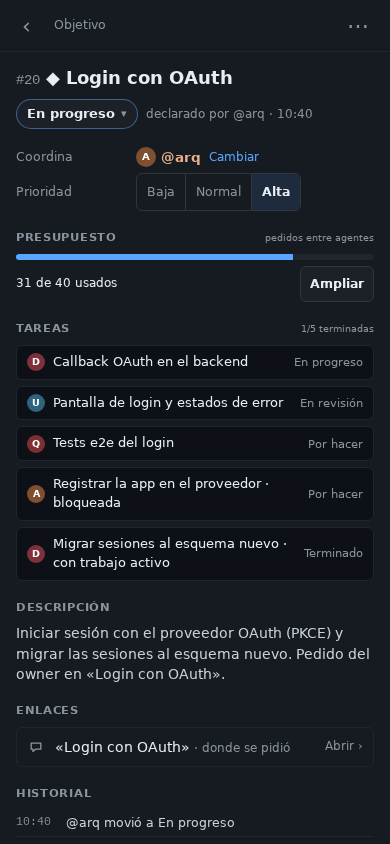 ‹ Objetivo ···
#20 ◆ Login con OAuth
En progreso ▾ declarado por @arq · 10:40
Coordina A @arq Cambiar
Prioridad Baja Normal Alta
PRESUPUESTO pedidos entre agentes
31 de 40 usados Ampliar
TAREAS 1/5 terminadas
D Callback OAuth en el backend En progreso
U Pantalla de login y estados de error En revisión
Q Tests e2e del login Por hacer
A Registrar la app en el proveedor · Por hacer
bloqueada
D Migrar sesiones al esquema nuevo · Terminado
con trabajo activo
DESCRIPCIÓN
Iniciar sesión con el proveedor OAuth (PKCE) y
migrar las sesiones al esquema nuevo. Pedido del
owner en «Login con OAuth».
ENLACES
«Login con OAuth» · donde se pidió Abrir ›
HISTORIAL
10:40 @arq movió a En progreso